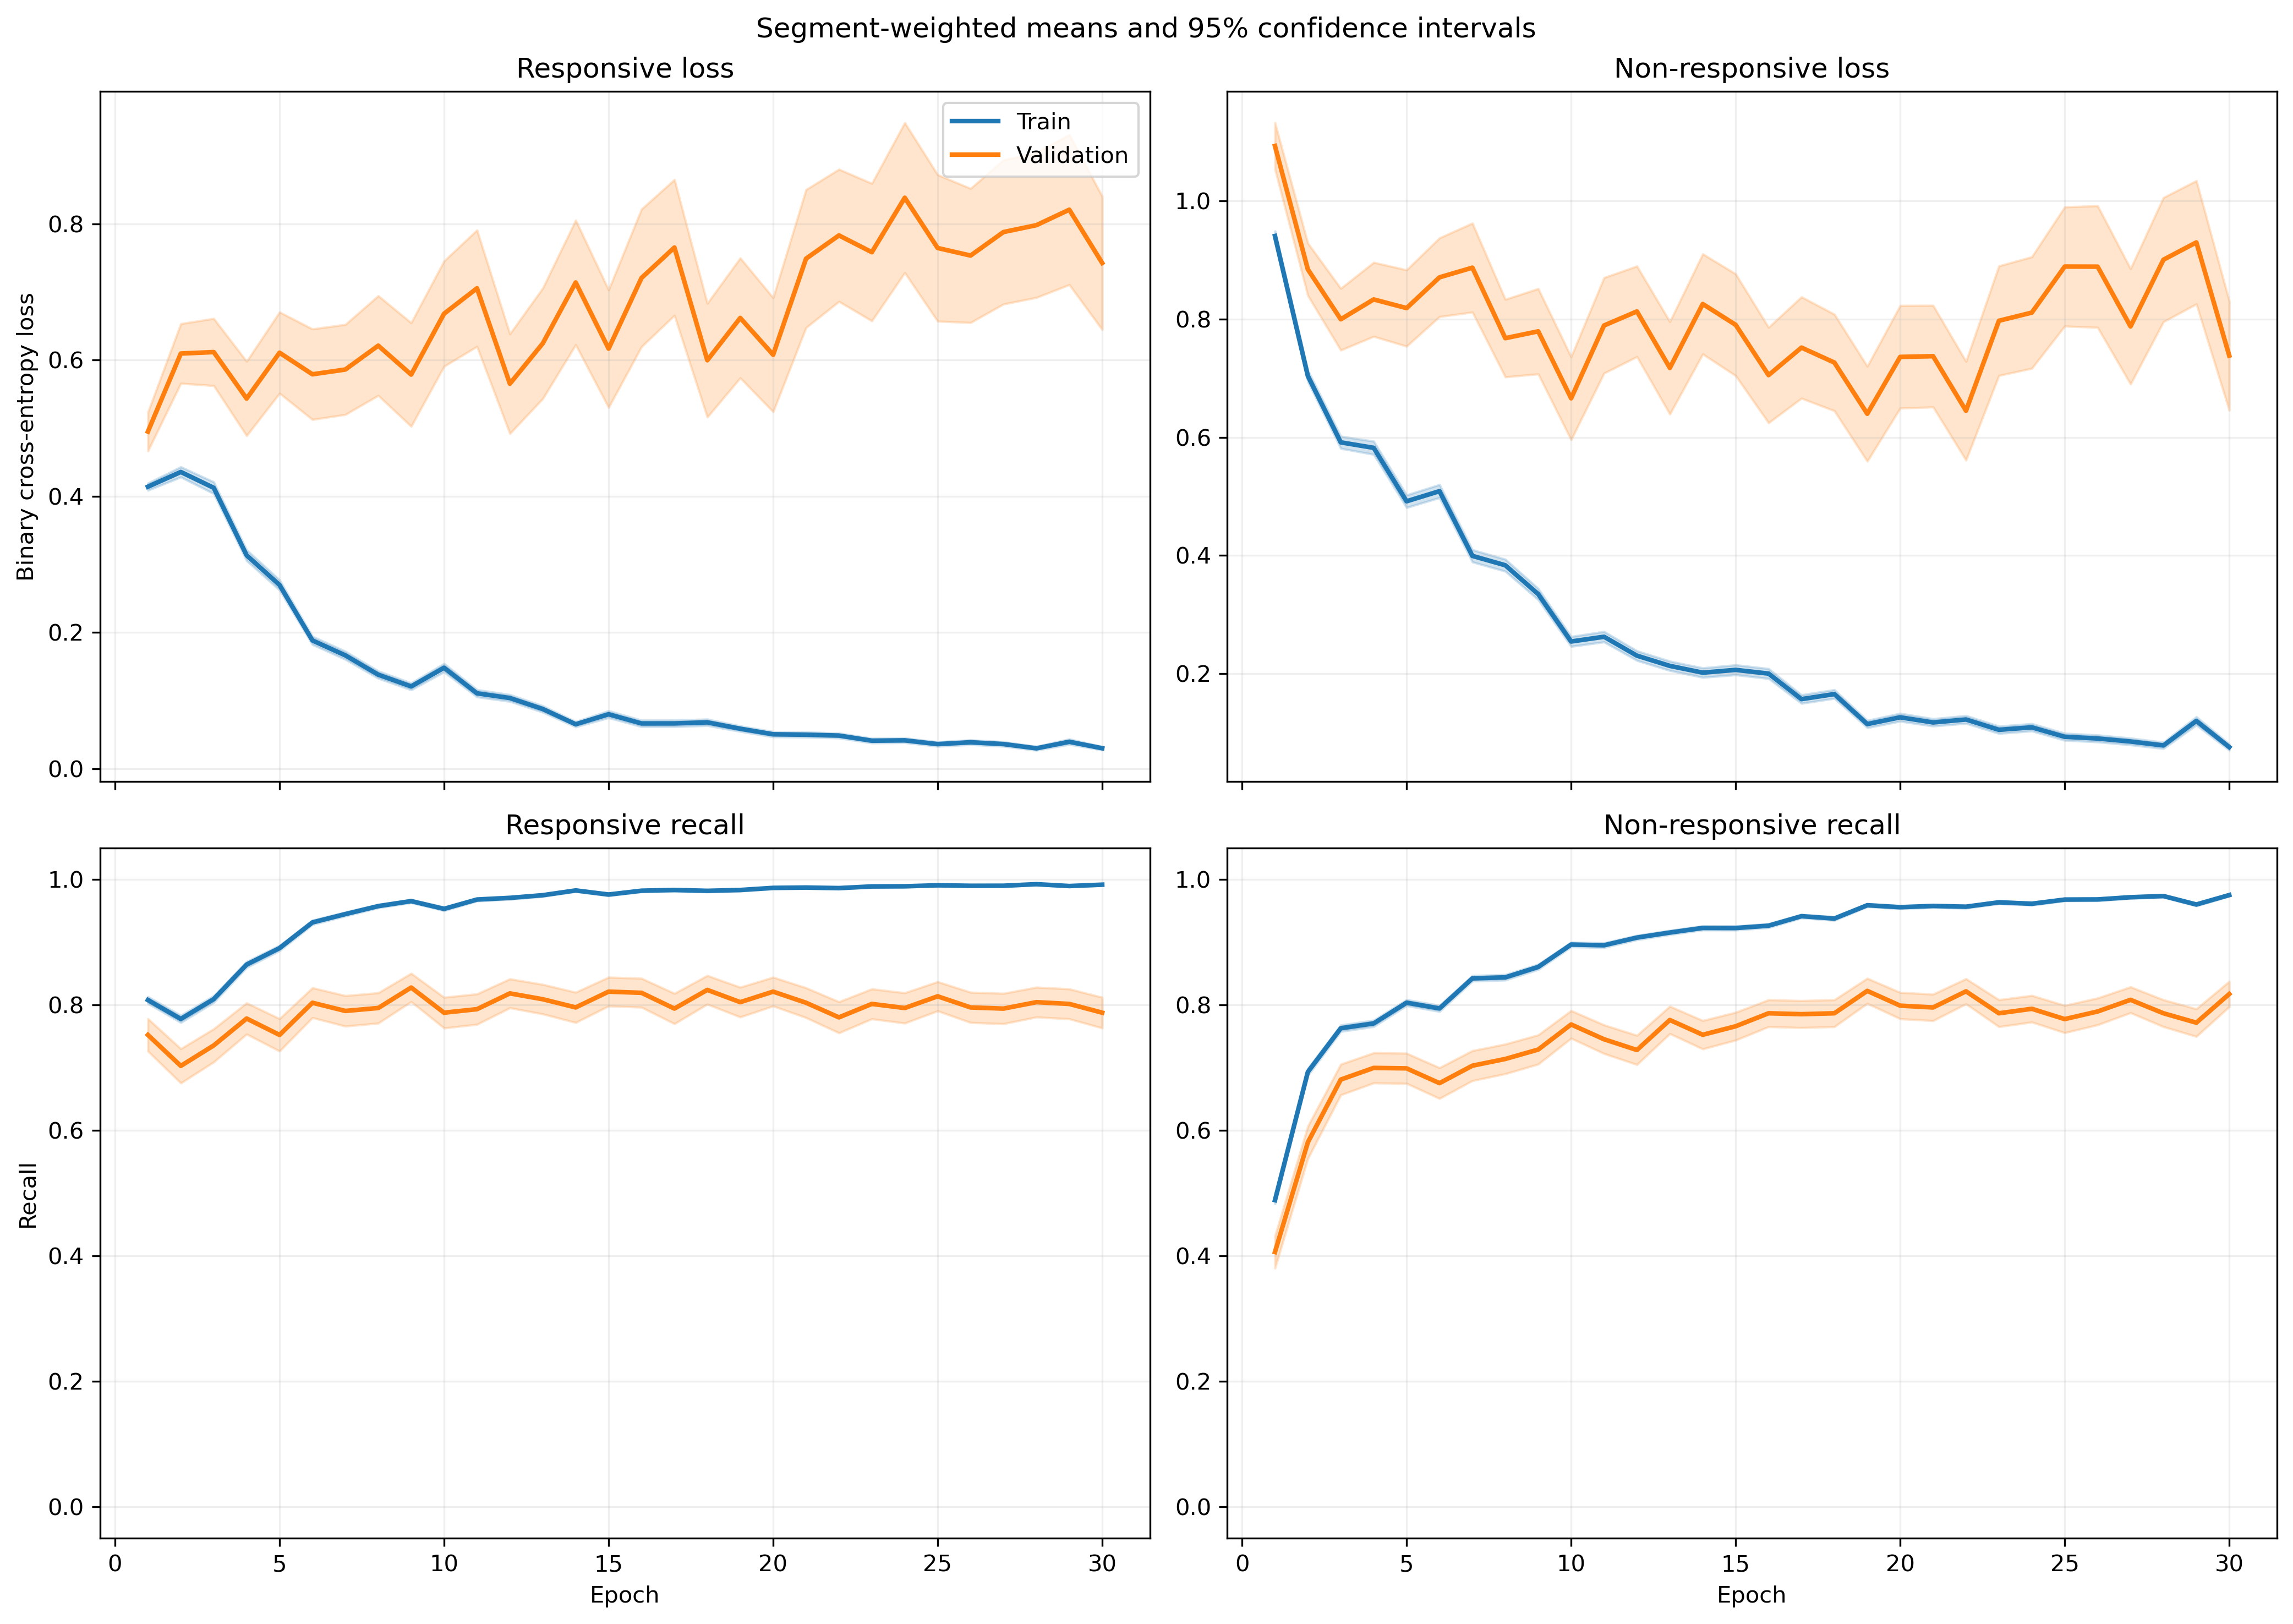 Segment-weighted means and 95% confidence intervals
Responsive loss
Train
Validation
Binary cross-entropy loss
0.8
0.6
0.4
0.2
0.0
Non-responsive loss
1.0
0.8
0.6
0.4
0.2
Responsive recall
Recall
1.0
0.8
0.6
0.4
0.2
0.0
0 5 10 15 20 25 30
Epoch
Non-responsive recall
1.0
0.8
0.6
0.4
0.2
0.0
0 5 10 15 20 25 30
Epoch